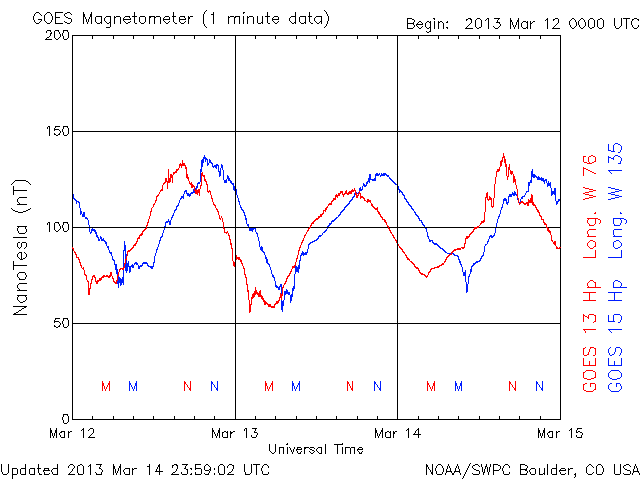 GOES Magnetometer (1 minute data)
Begin: 2013 Mar 12 0000 UTC
200
150
100
50
0
NanoTesla (nT)
M M N N M M N N M M N N
Mar 12 Mar 13 Mar 14 Mar 15
Universal Time
GOES 13 Hp Long. W 76
GOES 15 Hp Long. W 135
Updated 2013 Mar 14 23:59:02 UTC
NOAA/SWPC Boulder, CO USA